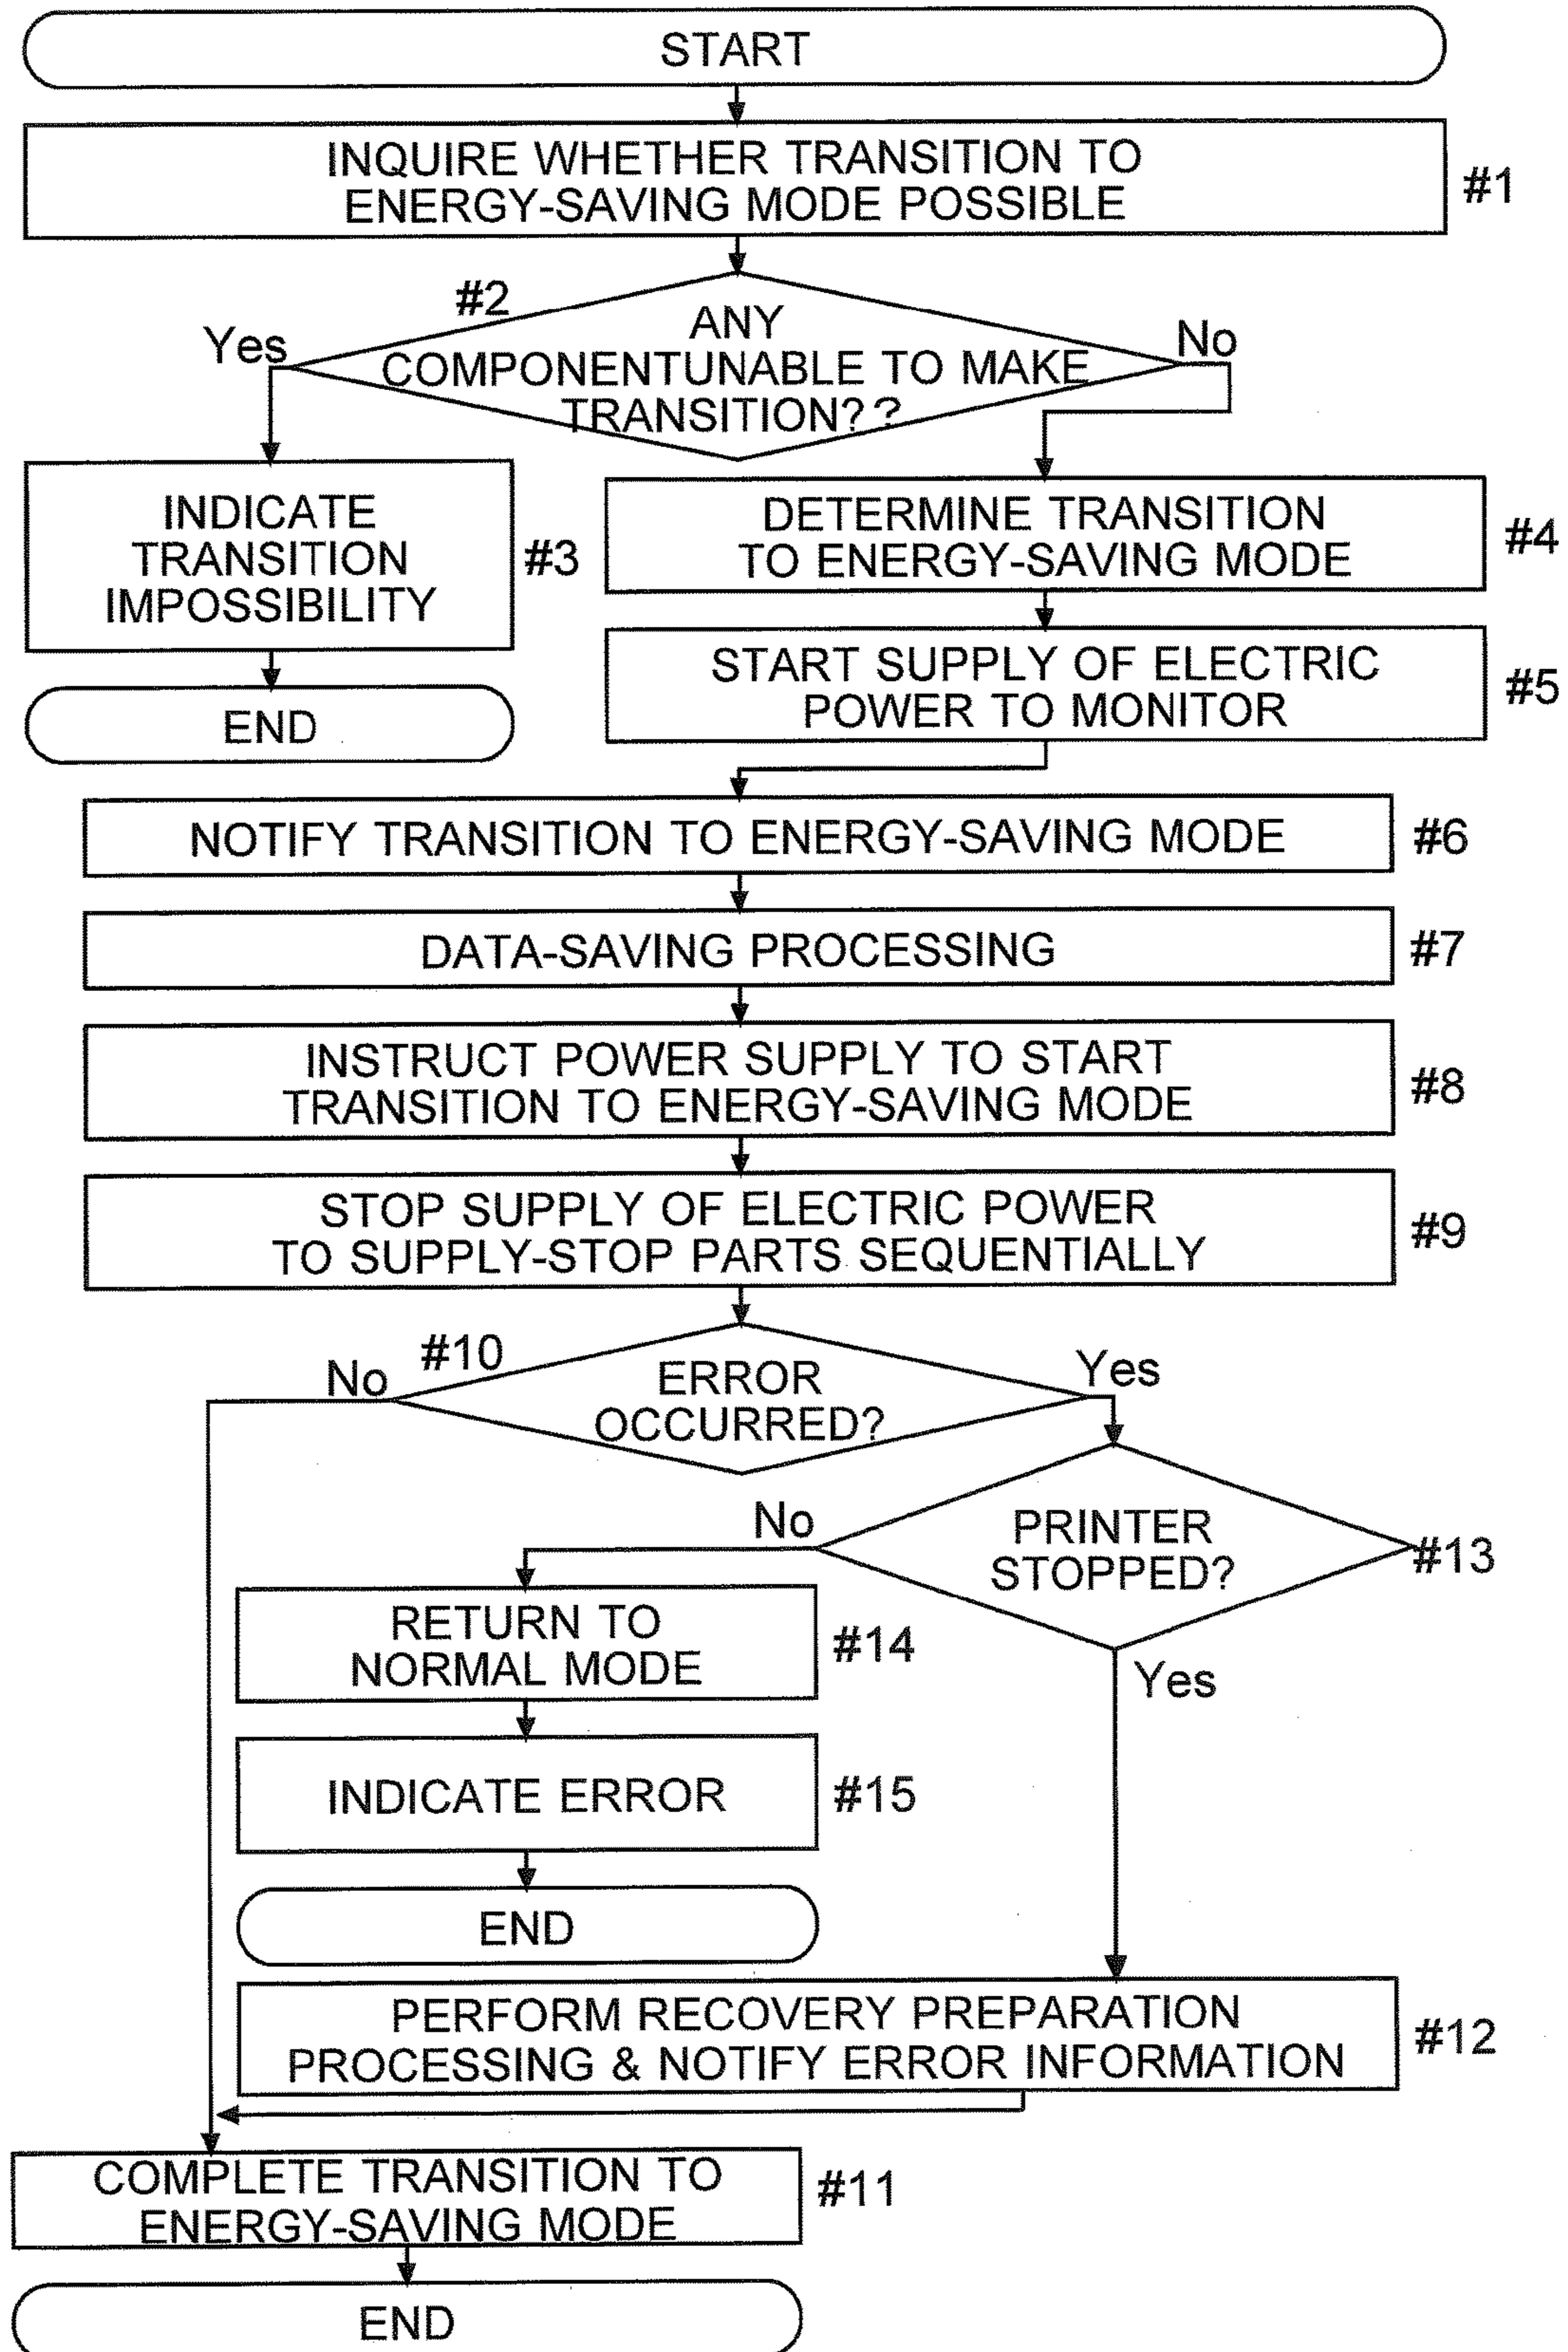 START
INQUIRE WHETHER TRANSITION TO
ENERGY-SAVING MODE POSSIBLE
#1
#2
Yes
No
ANY
COMPONENTUNABLE TO MAKE
TRANSITION??
INDICATE
TRANSITION
IMPOSSIBILITY
#3
END
DETERMINE TRANSITION
TO ENERGY-SAVING MODE
#4
START SUPPLY OF ELECTRIC
POWER TO MONITOR
#5
NOTIFY TRANSITION TO ENERGY-SAVING MODE
#6
DATA-SAVING PROCESSING
#7
INSTRUCT POWER SUPPLY TO START
TRANSITION TO ENERGY-SAVING MODE
#8
STOP SUPPLY OF ELECTRIC POWER
TO SUPPLY-STOP PARTS SEQUENTIALLY
#9
#10
No
Yes
ERROR
OCCURRED?
No
PRINTER
STOPPED?
#13
Yes
RETURN TO
NORMAL MODE
#14
INDICATE ERROR
#15
END
PERFORM RECOVERY PREPARATION
PROCESSING & NOTIFY ERROR INFORMATION
#12
COMPLETE TRANSITION TO
ENERGY-SAVING MODE
#11
END